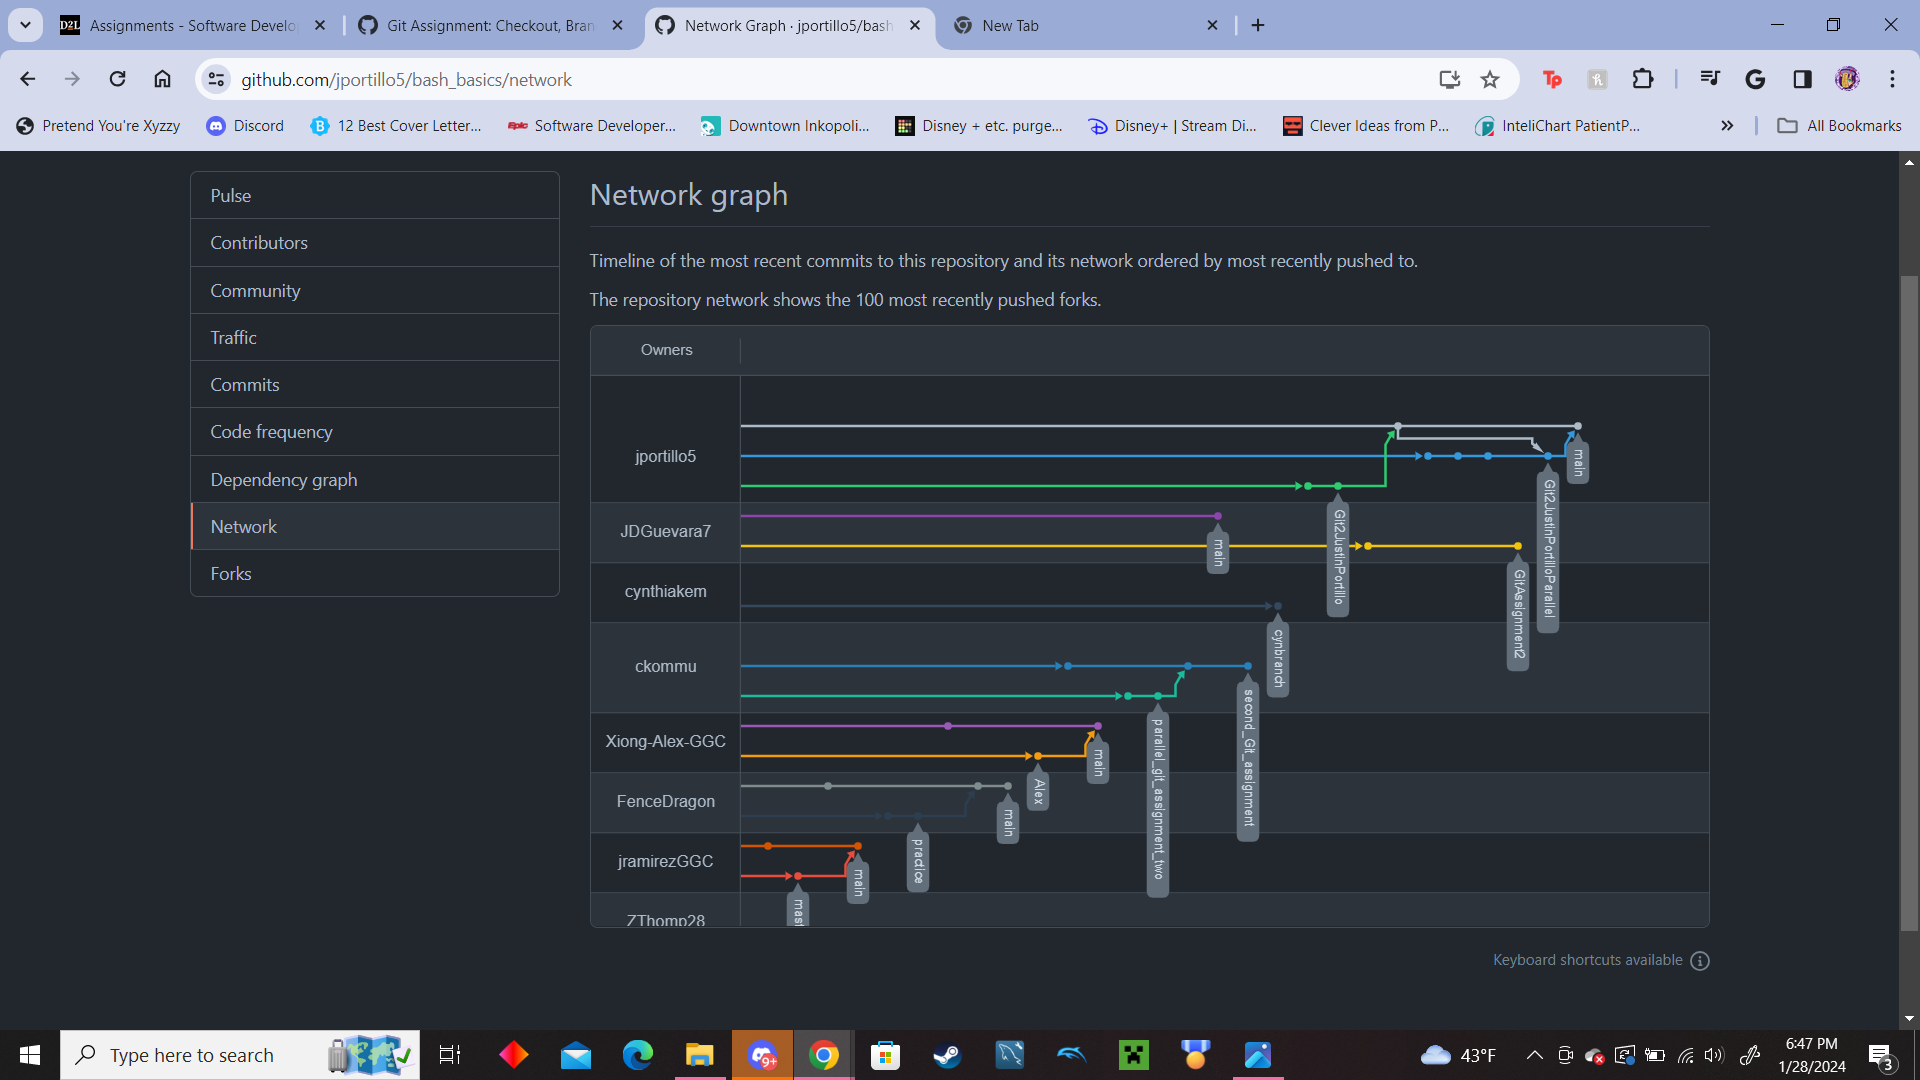 Assignments - Software Develo
Git Assignment: Checkout, Bran
Network Graph · jportillo5/bash
New Tab
github.com/jportillo5/bash_basics/network
Pretend You're Xyzzy
Discord
12 Best Cover Letter...
Software Developer...
Downtown Inkopoli...
Disney + etc. purge...
Disney+ | Stream Di...
Clever Ideas from P...
InteliChart PatientP...
All Bookmarks
Pulse
Contributors
Community
Traffic
Commits
Code frequency
Dependency graph
Network
Forks
Network graph
Timeline of the most recent commits to this repository and its network ordered by most recently pushed to.
The repository network shows the 100 most recently pushed forks.
Owners
jportillo5
main
Git2JustinPortilloParallel
Git2JustinPortillo
JDGuevara7
main
GitAssignment2
cynthiakem
cynbranch
ckommu
second_Git_assignment
parallel_git_assignment_two
Xiong-Alex-GGC
main
Alex
FenceDragon
main
practice
jramirezGGC
main
mast
ZThomp28
Keyboard shortcuts available
Type here to search
9+
43°F
6:47 PM
1/28/2024
3